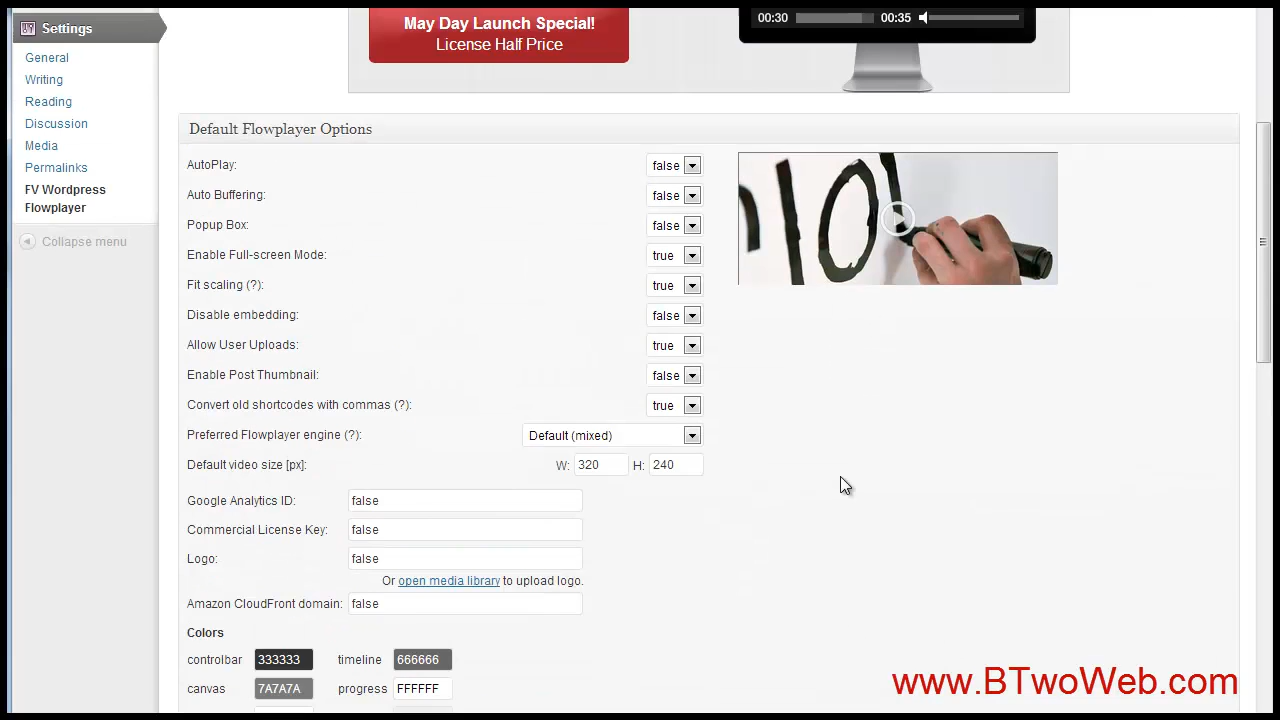 Settings
General
Writing
Reading
Discussion
Media
Permalinks
FV Wordpress
Flowplayer
Collapse menu
May Day Launch Special!
License Half Price
00:30 00:35
Default Flowplayer Options
AutoPlay: false
Auto Buffering: false
Popup Box: false
Enable Full-screen Mode: true
Fit scaling (?): true
Disable embedding: false
Allow User Uploads: true
Enable Post Thumbnail: false
Convert old shortcodes with commas (?): true
Preferred Flowplayer engine (?): Default (mixed)
Default video size [px]: W: 320 H: 240
Google Analytics ID: false
Commercial License Key: false
Logo: false
Or open media library to upload logo.
Amazon CloudFront domain: false
Colors
controlbar 333333 timeline 666666
canvas 7A7A7A progress FFFFFF
www.BTwoWeb.com